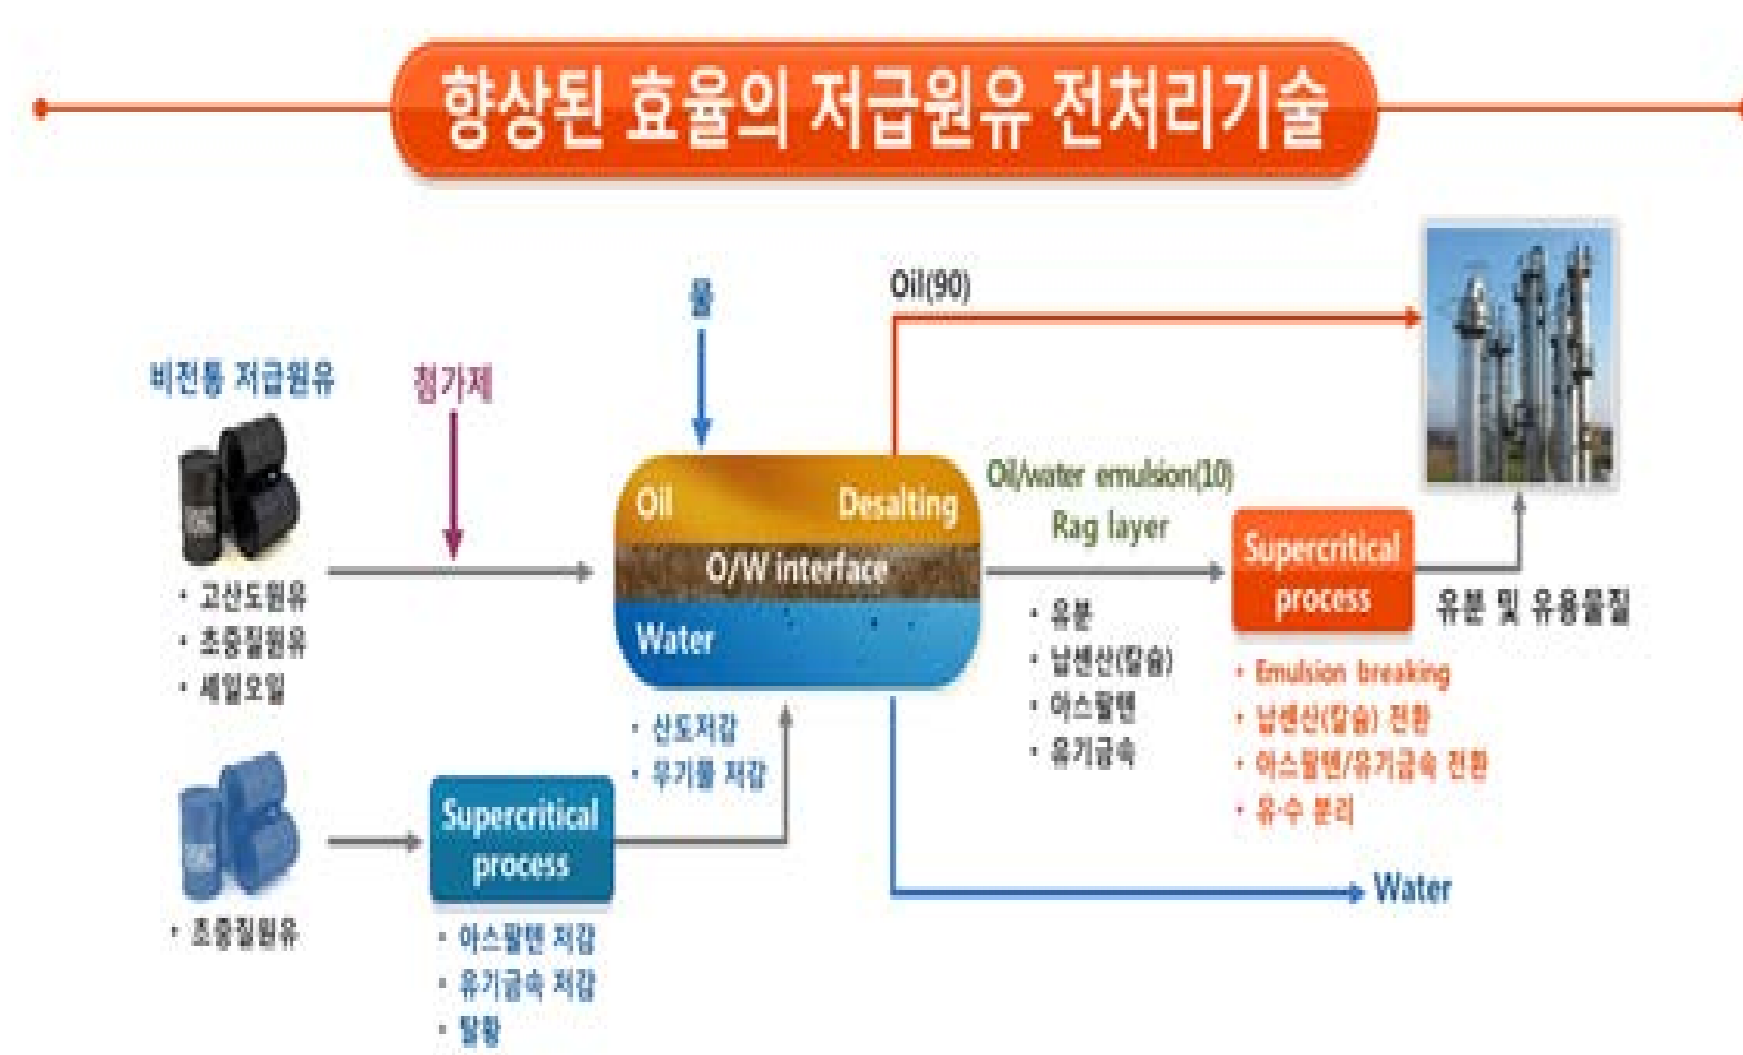 향상된 효율의 저급원유 전처리기술
물
Oil(90)
비전통 저급원유
첨가제
Oil
Desalting
O/W interface
Water
Oil/water emulsion(10)
Rag layer
Supercritical
process
• 고산도원유
• 초중질원유
• 세일오일
• 유분
• 납센산(칼슘)
• 아스팔텐
• 유기금속
유분 및 유용물질
• Emulsion breaking
• 납센산(칼슘) 전환
• 아스팔텐/유기금속 전환
• 유·수 분리
• 산도저감
• 무기물 저감
Supercritical
process
Water
• 초중질원유
• 아스팔텐 저감
• 유기금속 저감
• 탈황